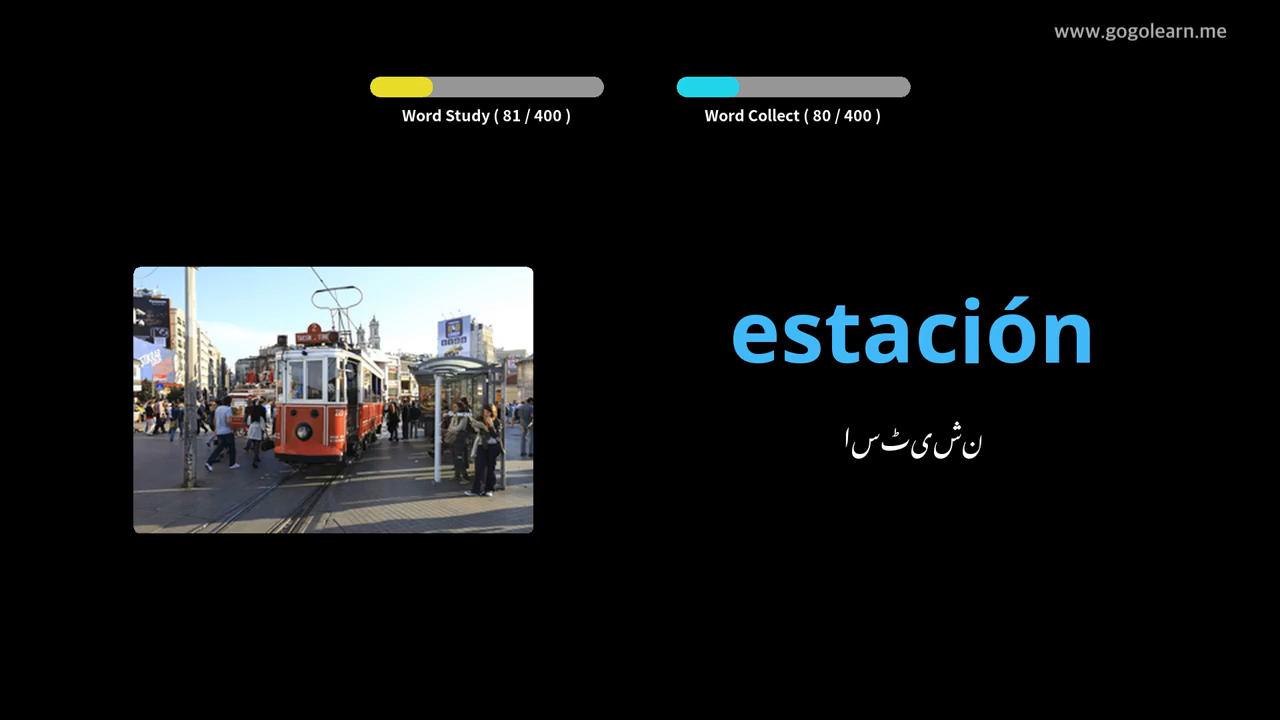 www.gogolearn.me
Word Study ( 81 / 400 )
Word Collect ( 80 / 400 )
estación
اسٹیشن